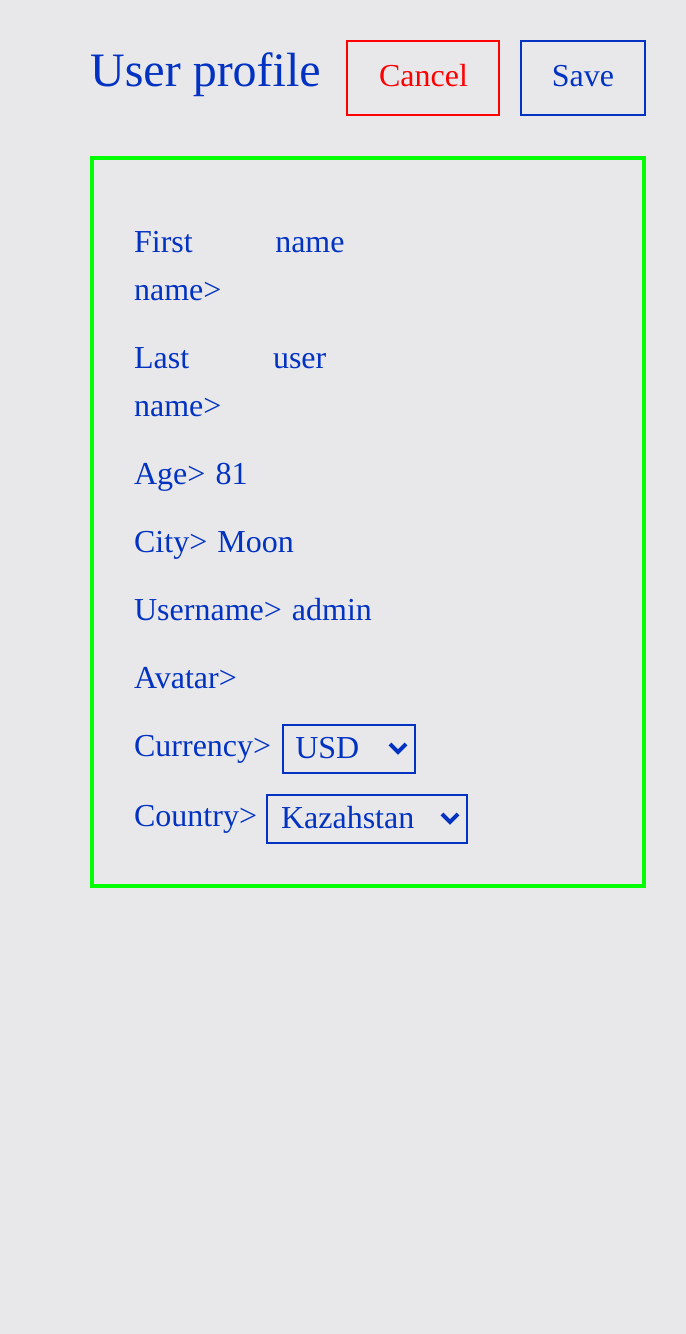 User profile Cancel Save
First name
name>
Last user
name>
Age> 81
City> Moon
Username> admin
Avatar>
Currency> USD
Country> Kazahstan